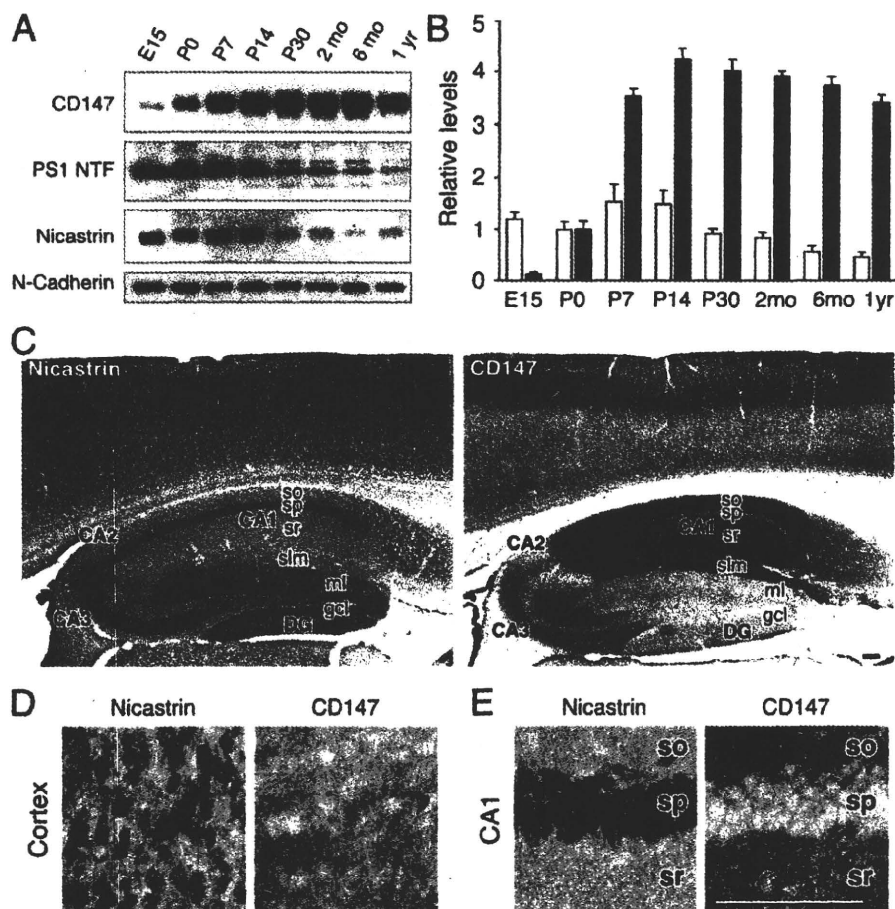 A
E15 P0 P7 P14 P30 2 mo 6 mo 1 yr
CD147
PS1 NTF
Nicastrin
N-Cadherin
B
Relative levels
5
4
3
2
1
0
E15 P0 P7 P14 P30 2mo 6mo 1yr
C
Nicastrin
so
sp
CA1
sr
CA2
slm
ml
gcl
CA3
DG
CD147
so
sp
CA1
sr
CA2
slm
ml
gcl
CA3
DG
D
Nicastrin CD147
Cortex
E
Nicastrin CD147
CA1
so so
sp sp
sr sr